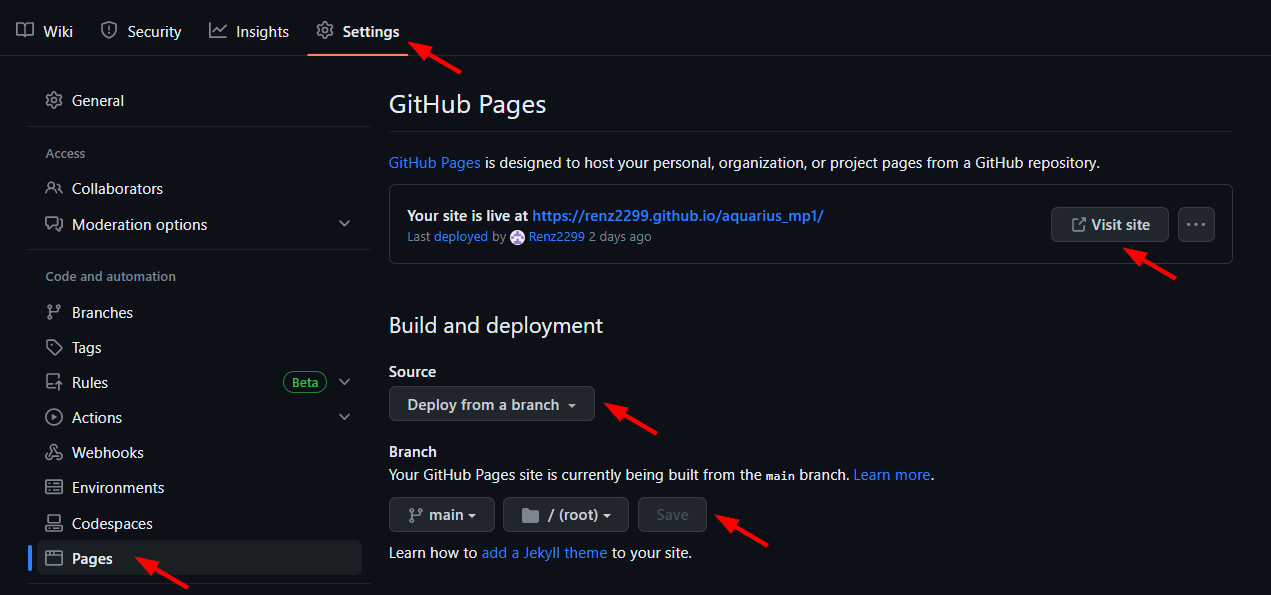 Wiki
Security
Insights
Settings
General
Access
Collaborators
Moderation options
Code and automation
Branches
Tags
Rules Beta
Actions
Webhooks
Environments
Codespaces
Pages
GitHub Pages
GitHub Pages is designed to host your personal, organization, or project pages from a GitHub repository.
Your site is live at https://renz2299.github.io/aquarius_mp1/
Last deployed by Renz2299 2 days ago
Visit site
Build and deployment
Source
Deploy from a branch
Branch
Your GitHub Pages site is currently being built from the main branch. Learn more.
main / (root) Save
Learn how to add a Jekyll theme to your site.